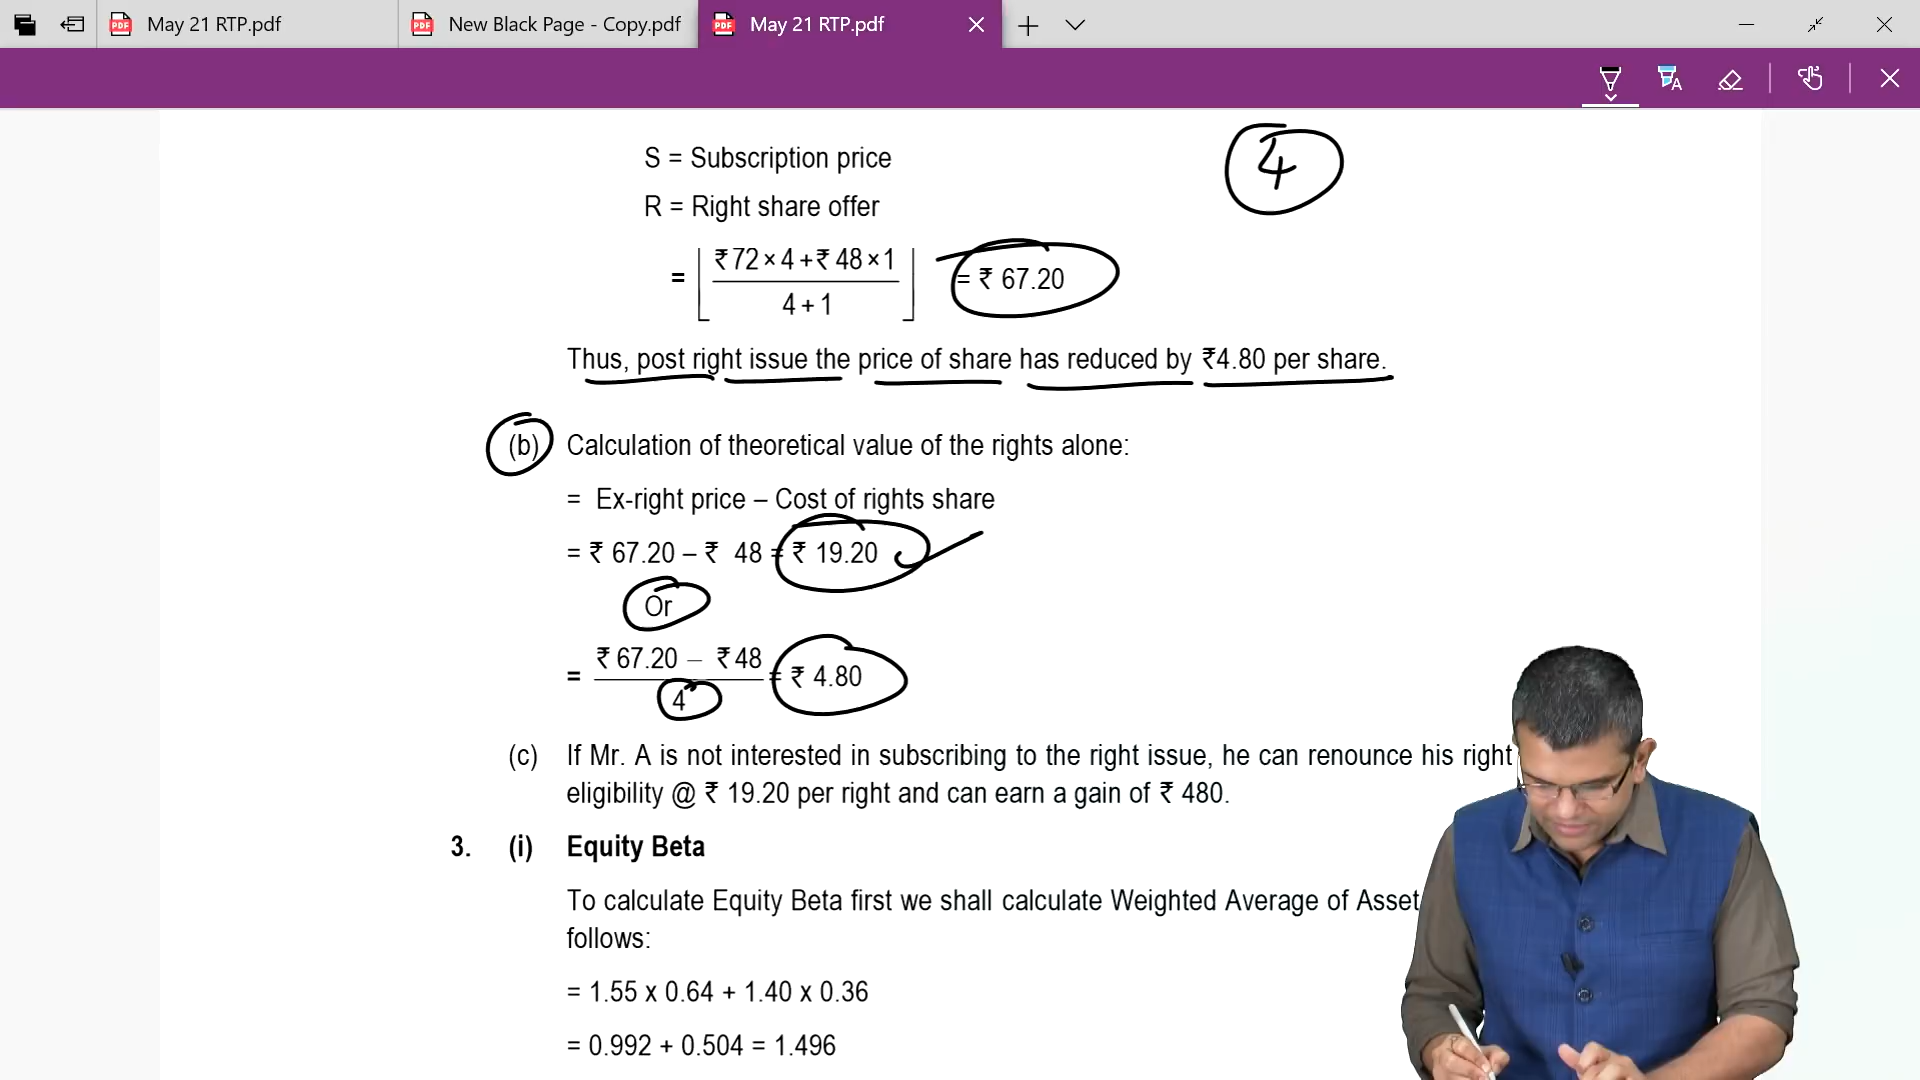 May 21 RTP.pdf
New Black Page - Copy.pdf
May 21 RTP.pdf
S = Subscription price
4
R = Right share offer
= [₹72×4+₹48×1 / 4+1] = ₹ 67.20
Thus, post right issue the price of share has reduced by ₹4.80 per share.
(b) Calculation of theoretical value of the rights alone:
= Ex-right price – Cost of rights share
= ₹ 67.20 – ₹ 48 = ₹ 19.20
Or
= ₹67.20 – ₹48 / 4 = ₹ 4.80
(c) If Mr. A is not interested in subscribing to the right issue, he can renounce his right
eligibility @ ₹ 19.20 per right and can earn a gain of ₹ 480.
3. (i) Equity Beta
To calculate Equity Beta first we shall calculate Weighted Average of Asset
follows:
= 1.55 x 0.64 + 1.40 x 0.36
= 0.992 + 0.504 = 1.496